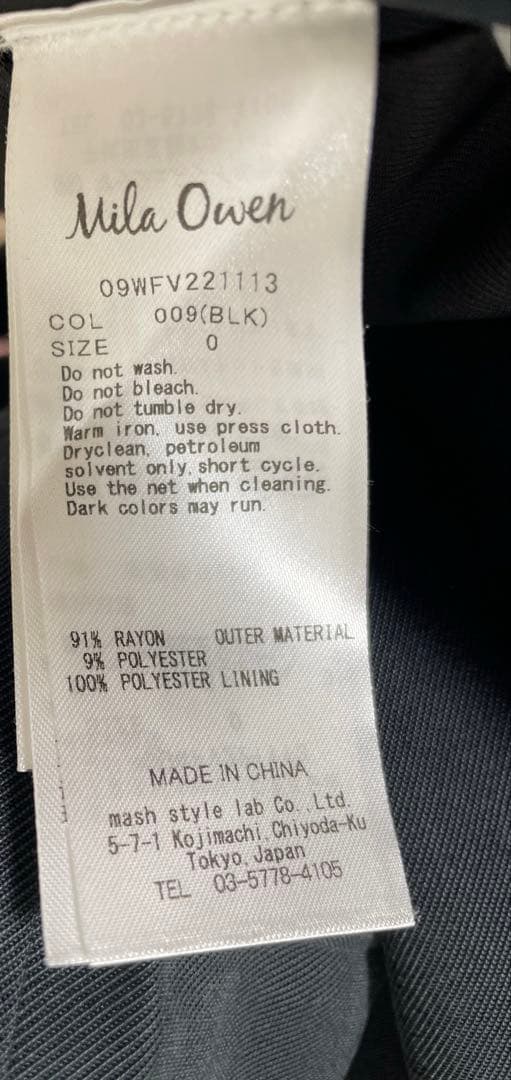 Mila Owen
09WFV221113
COL 009(BLK)
SIZE 0
Do not wash.
Do not bleach.
Do not tumble dry.
Warm iron, use press cloth.
Dryclean, petroleum
solvent only, short cycle.
Use the net when cleaning.
Dark colors may run.
91% RAYON OUTER MATERIAL
9% POLYESTER
100% POLYESTER LINING
MADE IN CHINA
mash style lab Co., Ltd.
5-7-1 Kojimachi, Chiyoda-Ku
Tokyo, Japan
TEL 03-5778-4105